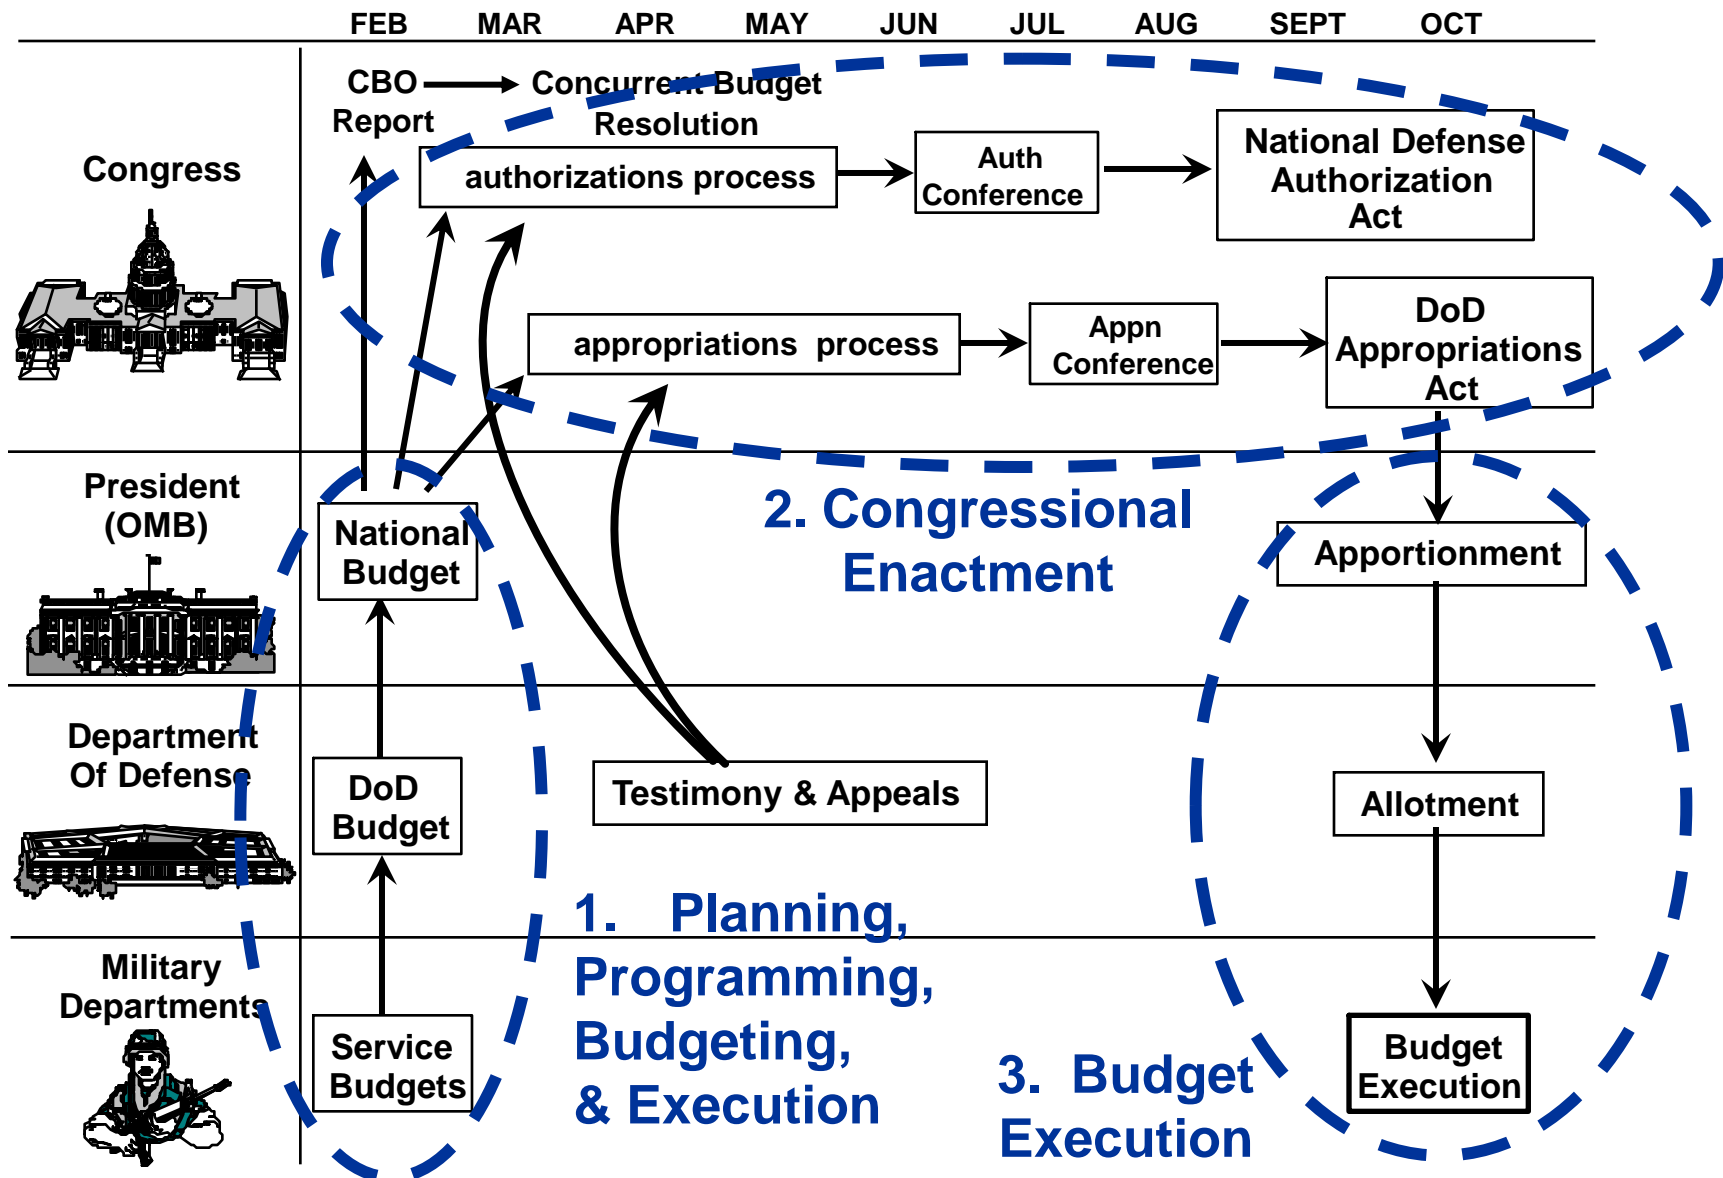 FEB MAR APR MAY JUN JUL AUG SEPT OCT
CBO
Report
Concurrent Budget
Resolution
Congress
authorizations process
Auth
Conference
National Defense
Authorization
Act
appropriations process
Appn
Conference
DoD
Appropriations
Act
President
(OMB)
National
Budget
2. Congressional
Enactment
Apportionment
Department
Of Defense
DoD
Budget
Testimony & Appeals
Allotment
1. Planning,
Programming,
Budgeting,
& Execution
Military
Departments
Service
Budgets
3. Budget
Execution
Budget
Execution